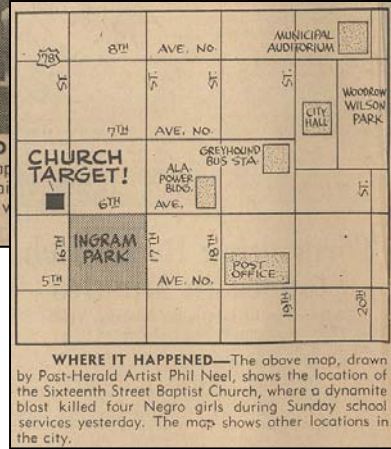 MUNICIPAL
AUDITORIUM
8TH AVE. NO.
78
ST. ST. ST. ST.
WOODROW
WILSON
PARK
CITY
HALL
7TH AVE. NO.
GREYHOUND
BUS STA.
CHURCH
TARGET!
ALA.
POWER
BLDG.
6TH AVE.
ST.
INGRAM
PARK
16TH
17TH
18TH
POST
OFFICE
5TH AVE. NO.
19TH
20TH
WHERE IT HAPPENED—The above map, drawn
by Post-Herald Artist Phil Neel, shows the location of
the Sixteenth Street Baptist Church, where a dynamite
blast killed four Negro girls during Sunday school
services yesterday. The map shows other locations in
the city.